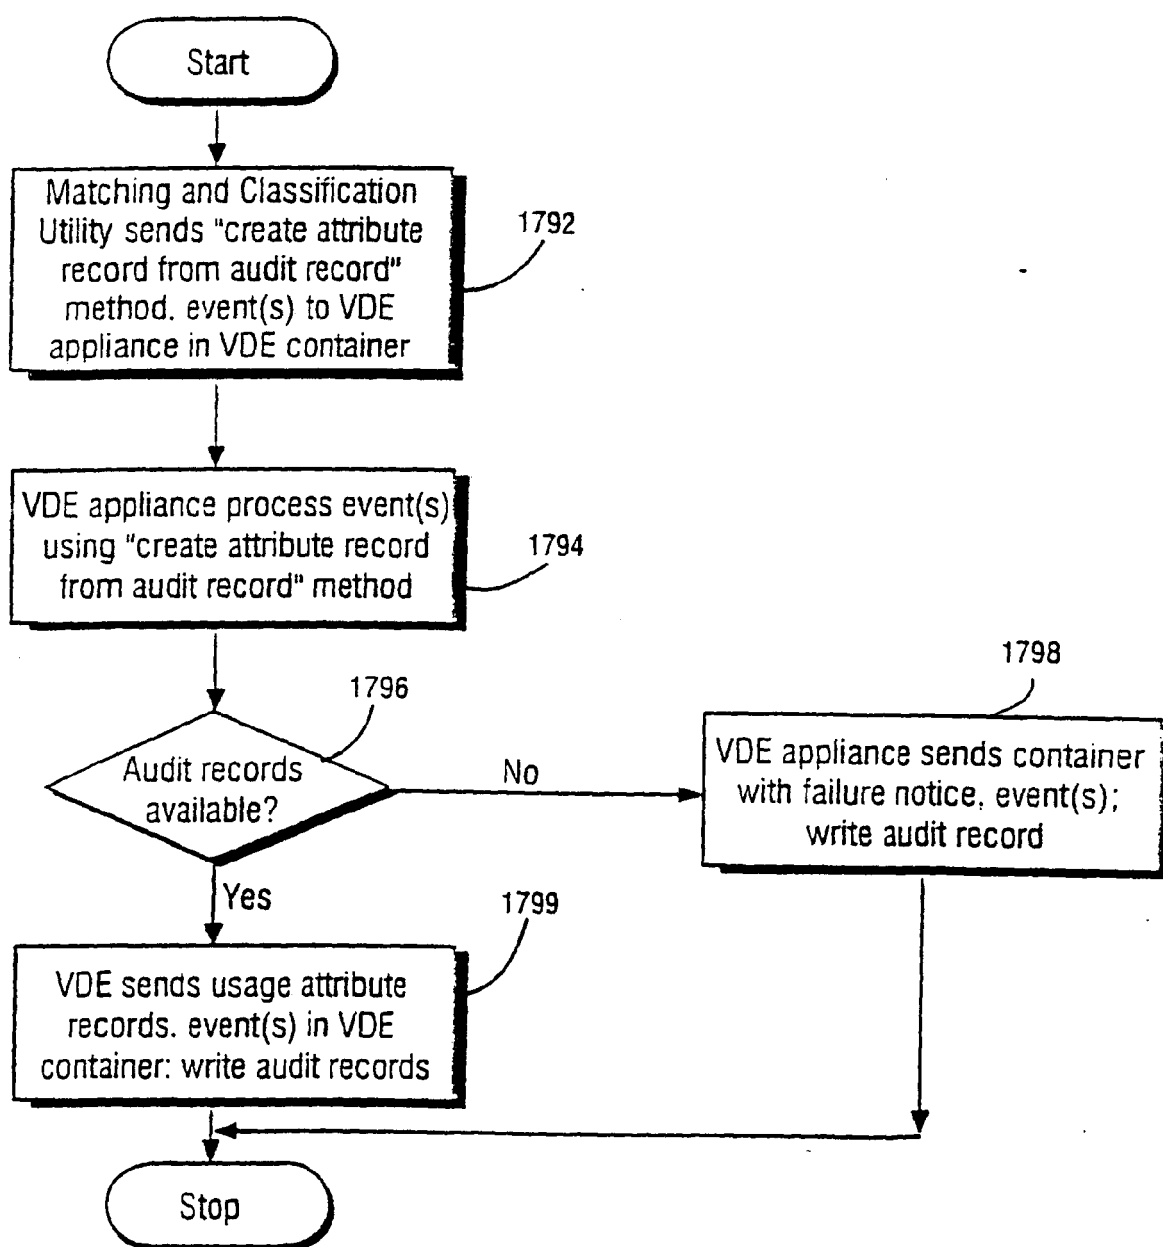 Start
Matching and Classification
Utility sends "create attribute
record from audit record"
method. event(s) to VDE
appliance in VDE container
1792
VDE appliance process event(s)
using "create attribute record
from audit record" method
1794
1796
Audit records
available?
No
1798
VDE appliance sends container
with failure notice, event(s);
write audit record
Yes
1799
VDE sends usage attribute
records. event(s) in VDE
container: write audit records
Stop